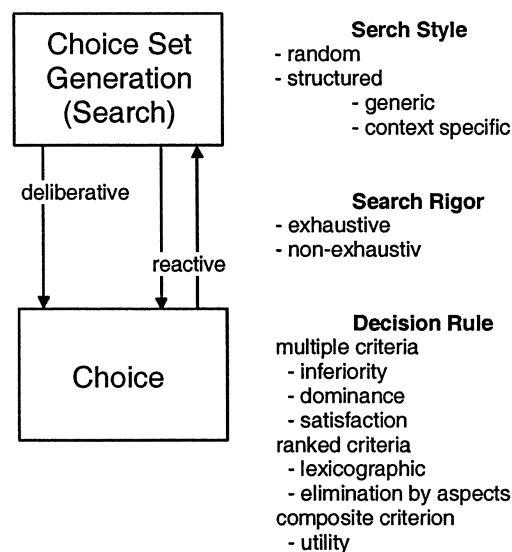 Choice Set
Generation
(Search)
deliberative
reactive
Choice
Serch Style
- random
- structured
- generic
- context specific
Search Rigor
- exhaustive
- non-exhaustiv
Decision Rule
multiple criteria
- inferiority
- dominance
- satisfaction
ranked criteria
- lexicographic
- elimination by aspects
composite criterion
- utility